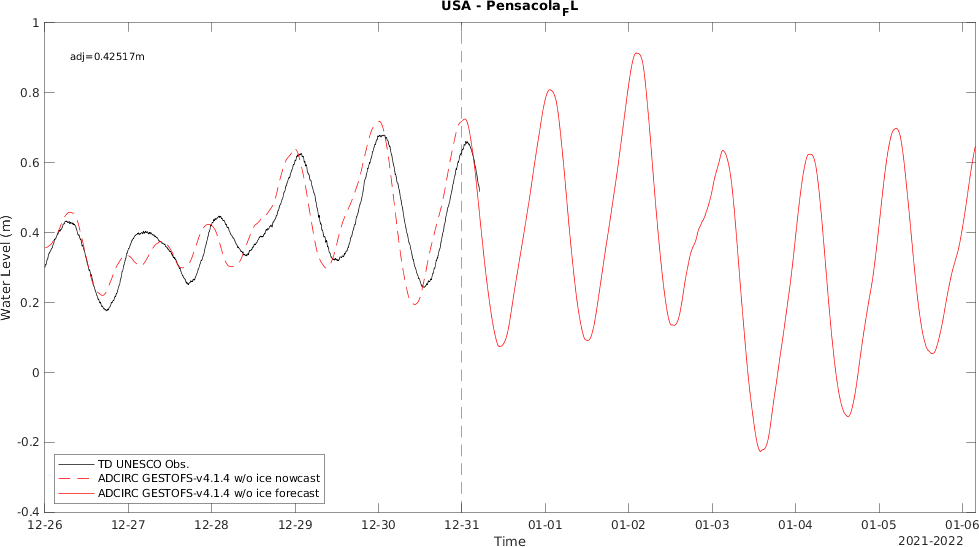 USA - Pensacola_FL
adj=0.42517m
1
0.8
0.6
0.4
0.2
0
-0.2
-0.4
Water Level (m)
TD UNESCO Obs.
ADCIRC GESTOFS-v4.1.4 w/o ice nowcast
ADCIRC GESTOFS-v4.1.4 w/o ice forecast
12-26 12-27 12-28 12-29 12-30 12-31 01-01 01-02 01-03 01-04 01-05 01-06
Time
2021-2022